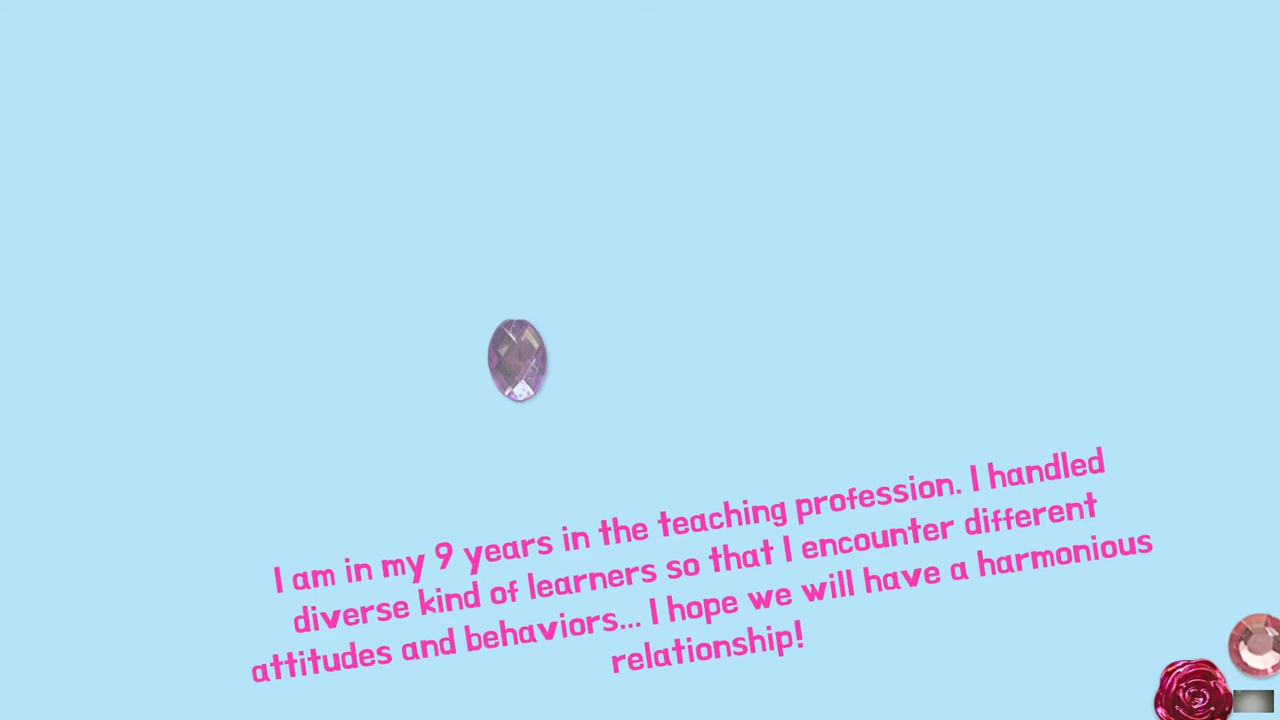 I am in my 9 years in the teaching profession. I handled
diverse kind of learners so that I encounter different
attitudes and behaviors... I hope we will have a harmonious
relationship!